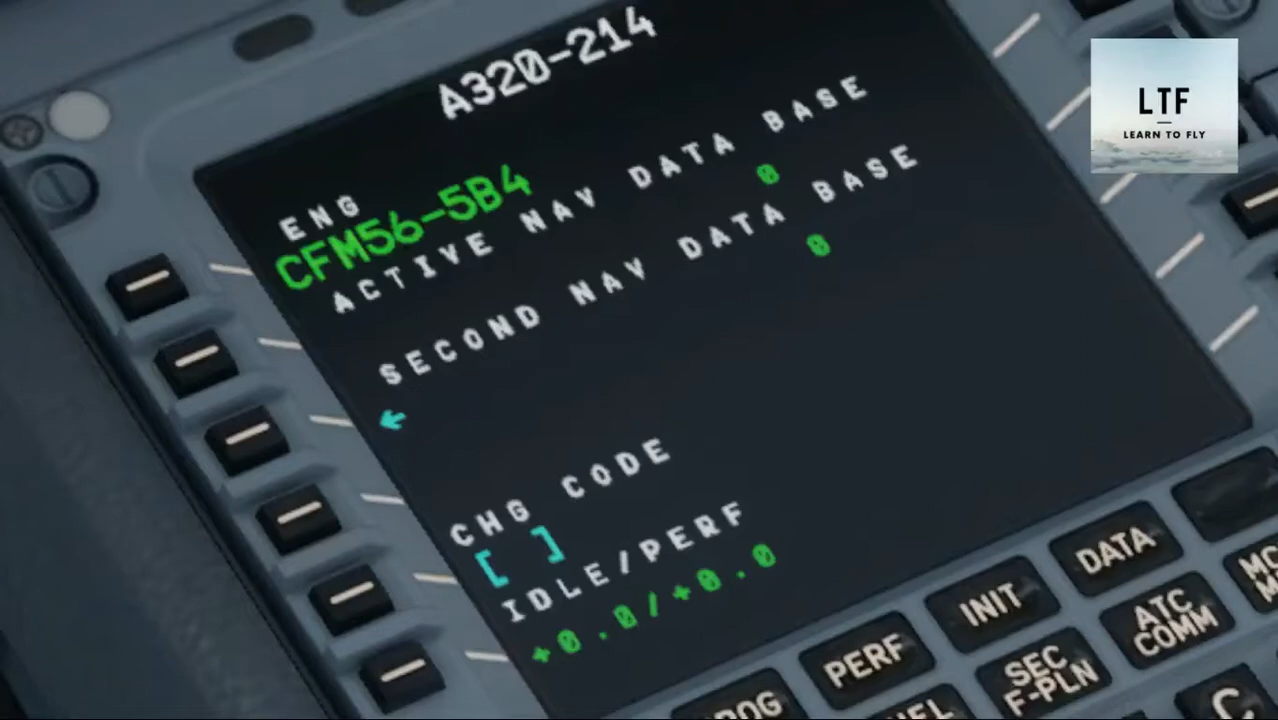 A320-214
ENG
CFM56-5B4
ACTIVE NAV DATA BASE
0
SECOND NAV DATA BASE
0
←
CHG CODE
[ ]
IDLE/PERF
+0.0/+0.0
LTF
LEARN TO FLY
DATA
INIT
PERF
ATC
COMM
SEC
F-PLN
C